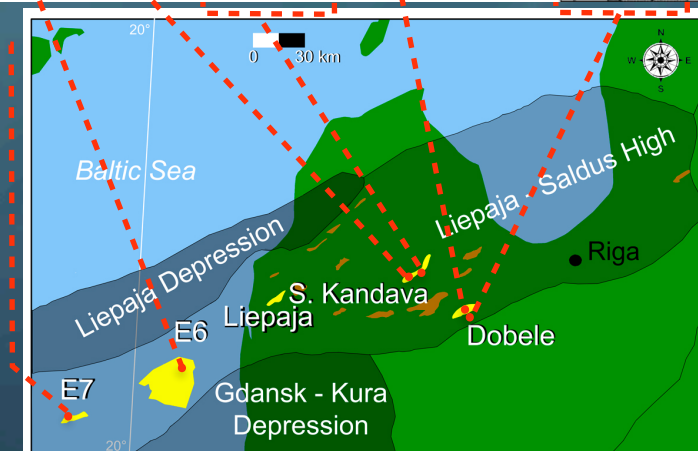 20°
0 30 km
N
W E
S
Baltic Sea
Liepaja - Saldus High
Liepaja Depression
Riga
S. Kandava
Liepaja
E6
Dobele
E7
Gdansk - Kura
Depression
20°